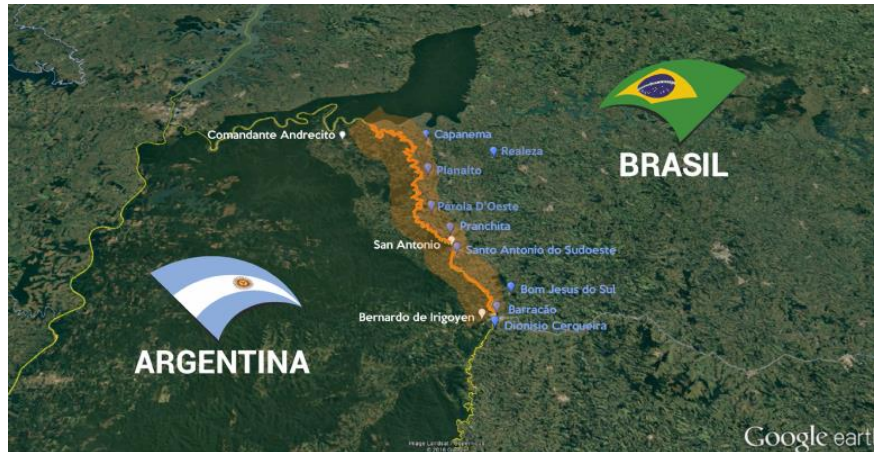 BRASIL
Comandante Andrecito
Capanema
Realeza
Planalto
Pérola D'Oeste
Pranchita
San Antonio
Santo Antonio do Sudoeste
ARGENTINA
Bom Jesus do Sul
Barracão
Bernardo de Irigoyen
Dionísio Cerqueira
Google earth